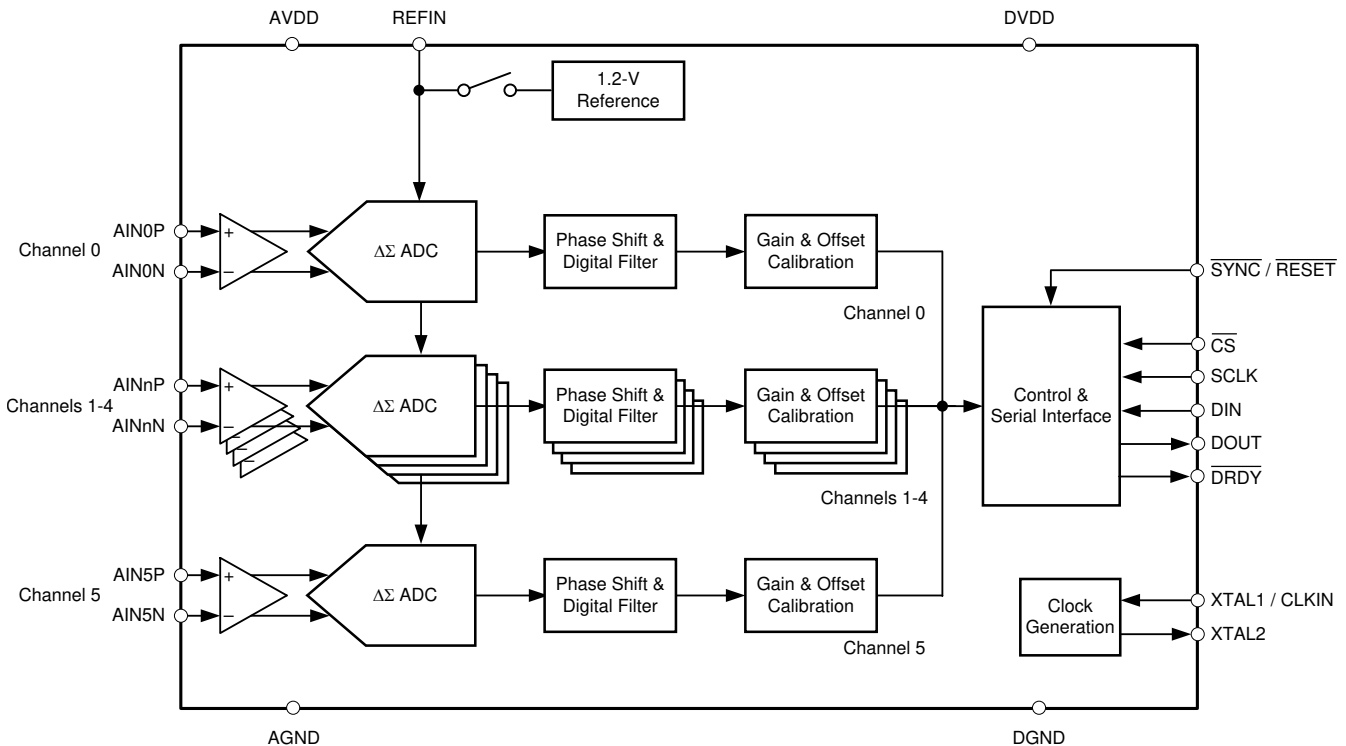 AVDD
REFIN
DVDD
1.2-V
Reference
Channel 0
AIN0P
AIN0N
+
−
ΔΣ ADC
Phase Shift &
Digital Filter
Gain & Offset
Calibration
Channel 0
SYNC / RESET
Channels 1-4
AINnP
AINnN
+
−
−
−
−
ΔΣ ADC
Phase Shift &
Digital Filter
Gain & Offset
Calibration
Channels 1-4
Control &
Serial Interface
CS
SCLK
DIN
DOUT
DRDY
Channel 5
AIN5P
AIN5N
+
−
ΔΣ ADC
Phase Shift &
Digital Filter
Gain & Offset
Calibration
Channel 5
Clock
Generation
XTAL1 / CLKIN
XTAL2
AGND
DGND